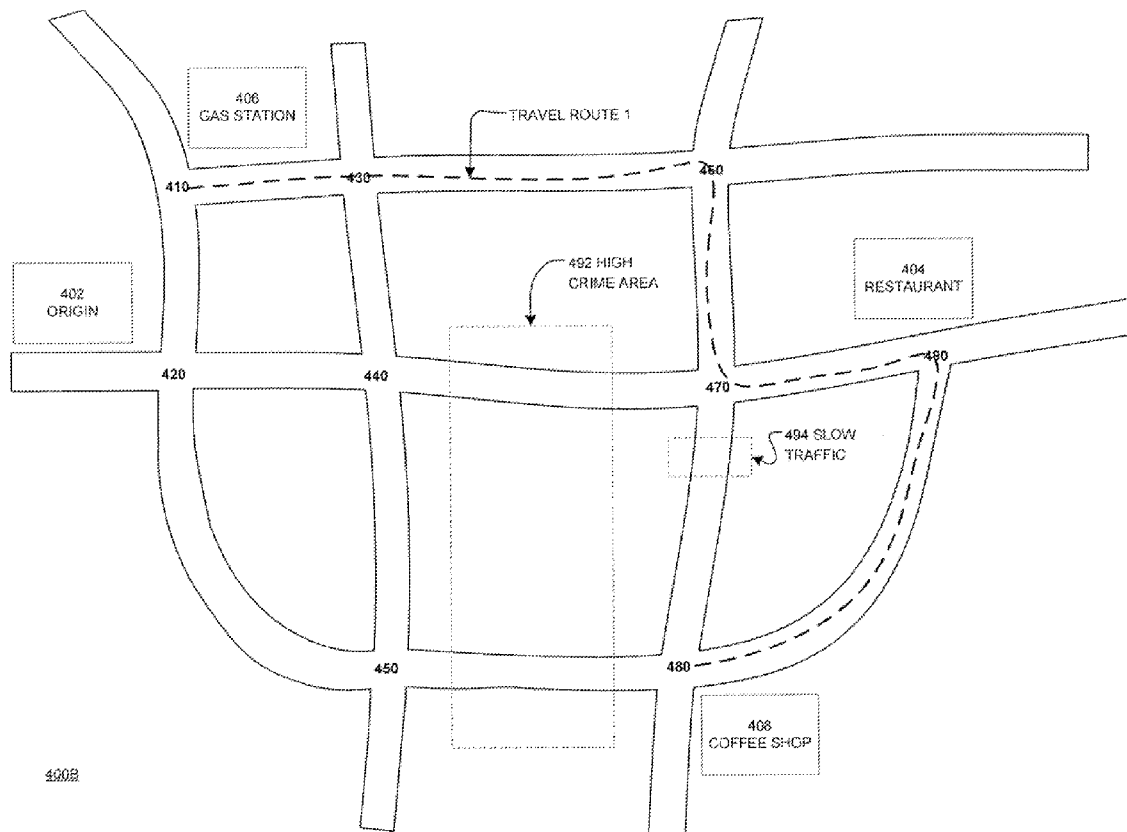 406
GAS STATION
TRAVEL ROUTE 1
410
430
460
492 HIGH
CRIME AREA
404
RESTAURANT
402
ORIGIN
420
440
470
490
494 SLOW
TRAFFIC
450
480
408
COFFEE SHOP
400B